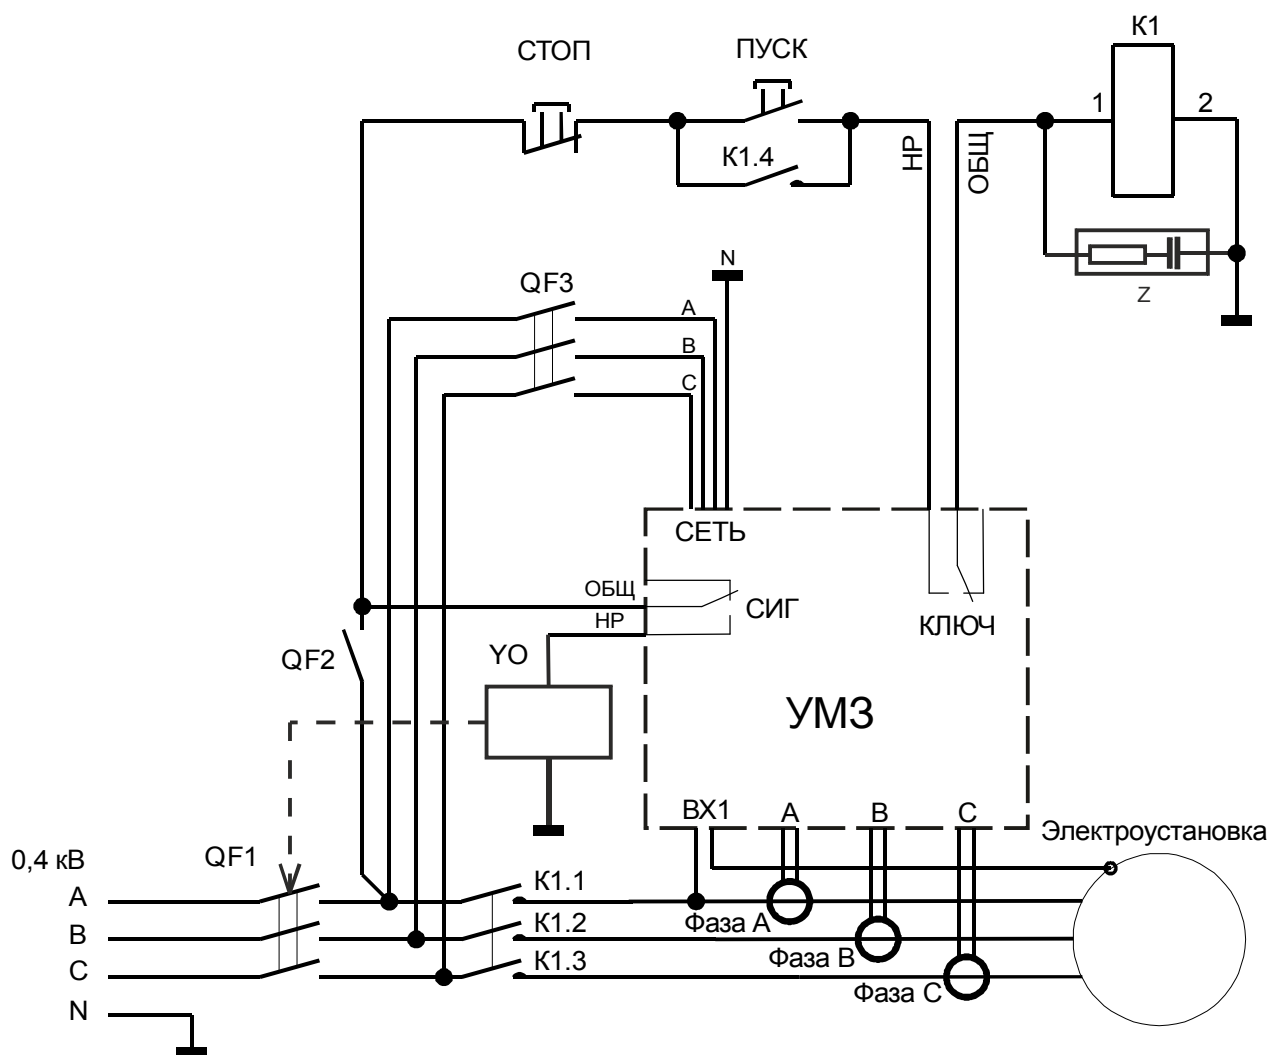 К1
СТОП
ПУСК
1
2
К1.4
НР
ОБЩ
N
QF3
A
B
C
Z
СЕТЬ
ОБЩ
СИГ
НР
КЛЮЧ
QF2
YO
УМЗ
ВХ1
А
В
С
Электроустановка
0,4 кВ
QF1
А
К1.1
Фаза А
В
К1.2
Фаза В
С
К1.3
Фаза С
N